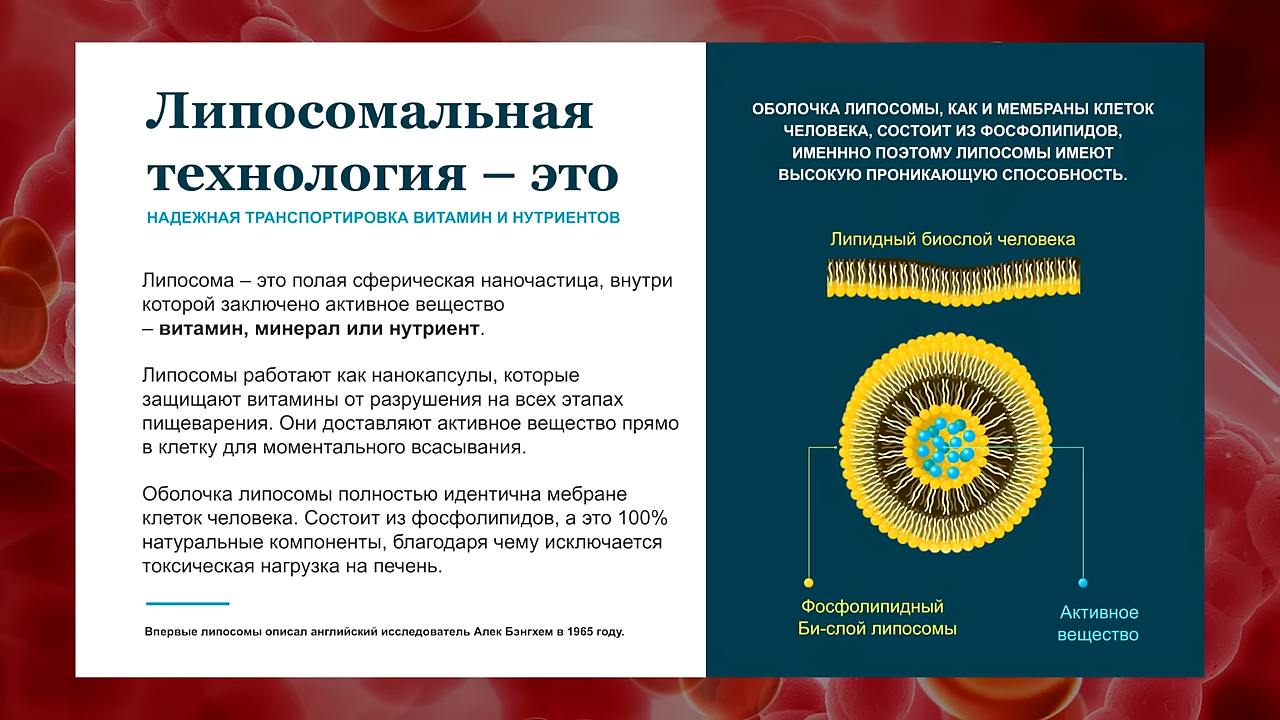 Липосомальная
технология – это
НАДЕЖНАЯ ТРАНСПОРТИРОВКА ВИТАМИН И НУТРИЕНТОВ
Липосома – это полая сферическая наночастица, внутри
которой заключено активное вещество
– витамин, минерал или нутриент.
Липосомы работают как нанокапсулы, которые
защищают витамины от разрушения на всех этапах
пищеварения. Они доставляют активное вещество прямо
в клетку для моментального всасывания.
Оболочка липосомы полностью идентична мебране
клеток человека. Состоит из фосфолипидов, а это 100%
натуральные компоненты, благодаря чему исключается
токсическая нагрузка на печень.
Впервые липосомы описал английский исследователь Алек Бэнгхем в 1965 году.
ОБОЛОЧКА ЛИПОСОМЫ, КАК И МЕМБРАНЫ КЛЕТОК
ЧЕЛОВЕКА, СОСТОИТ ИЗ ФОСФОЛИПИДОВ,
ИМЕНННО ПОЭТОМУ ЛИПОСОМЫ ИМЕЮТ
ВЫСОКУЮ ПРОНИКАЮЩУЮ СПОСОБНОСТЬ.
Липидный биослой человека
Фосфолипидный
Би-слой липосомы
Активное
вещество